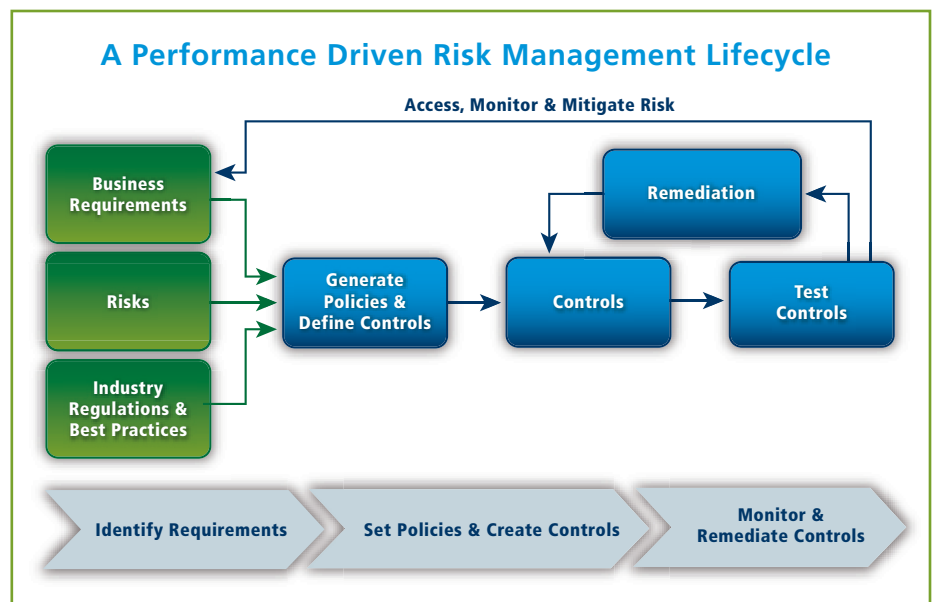 A Performance Driven Risk Management Lifecycle
Access, Monitor & Mitigate Risk
Business
Requirements
Remediation
Risks
Generate
Policies &
Define Controls
Controls
Test
Controls
Industry
Regulations &
Best Practices
Identify Requirements
Set Policies & Create Controls
Monitor &
Remediate Controls